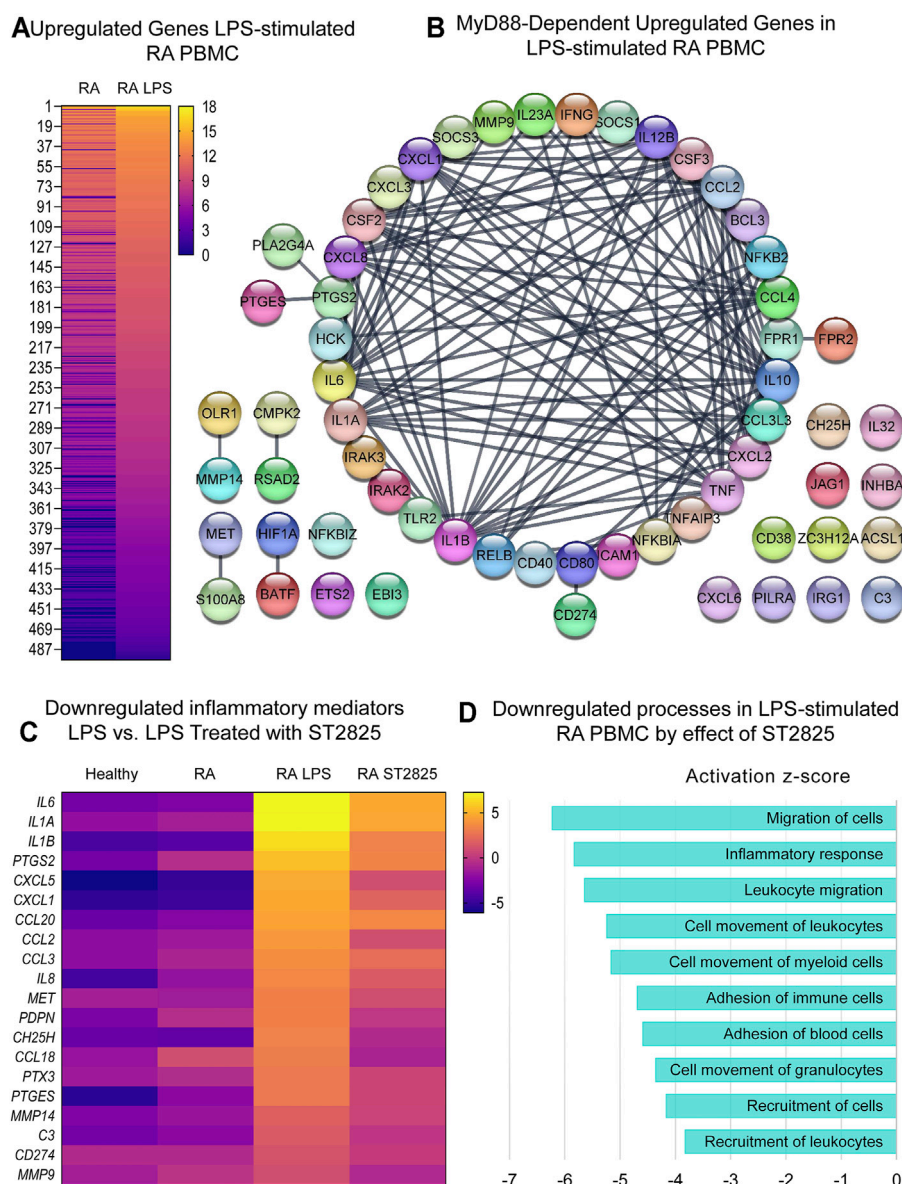 A Upregulated Genes LPS-stimulated
RA PBMC
RA RA LPS
1
19
37
55
73
91
109
127
145
163
181
199
217
235
253
271
289
307
325
343
361
379
397
415
433
451
469
487
18
15
12
9
6
3
0
B MyD88-Dependent Upregulated Genes in
LPS-stimulated RA PBMC
IL23A
IFNG
MMP9
SOCS1
SOCS3
IL12B
CXCL1
CSF3
CXCL3
CCL2
CSF2
BCL3
PLA2G4A
CXCL8
NFKB2
PTGES
PTGS2
CCL4
HCK
FPR1
FPR2
IL6
IL10
OLR1
CMPK2
IL1A
CCL3L3
CH25H
IL32
IRAK3
CXCL2
MMP14
RSAD2
IRAK2
TNF
JAG1
INHBA
TLR2
TNFAIP3
MET
HIF1A
NFKBIZ
IL1B
NFKBIA
CD38
ZC3H12A
ACSL1
RELB
CD40
CD80
ICAM1
S100A8
BATF
ETS2
EBI3
CD274
CXCL6
PILRA
IRG1
C3
C Downregulated inflammatory mediators
LPS vs. LPS Treated with ST2825
Healthy RA RA LPS RA ST2825
IL6
IL1A
IL1B
PTGS2
CXCL5
CXCL1
CCL20
CCL2
CCL3
IL8
MET
PDPN
CH25H
CCL18
PTX3
PTGES
MMP14
C3
CD274
MMP9
5
0
-5
D Downregulated processes in LPS-stimulated
RA PBMC by effect of ST2825
Activation z-score
Migration of cells
Inflammatory response
Leukocyte migration
Cell movement of leukocytes
Cell movement of myeloid cells
Adhesion of immune cells
Adhesion of blood cells
Cell movement of granulocytes
Recruitment of cells
Recruitment of leukocytes
-7 -6 -5 -4 -3 -2 -1 0